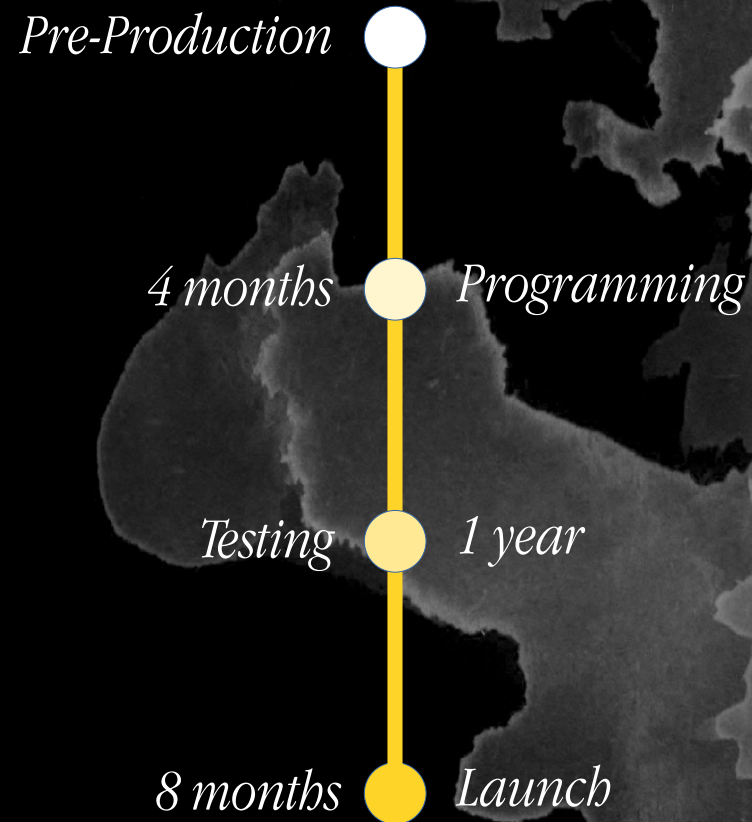 Pre-Production
4 months Programming
Testing 1 year
8 months Launch